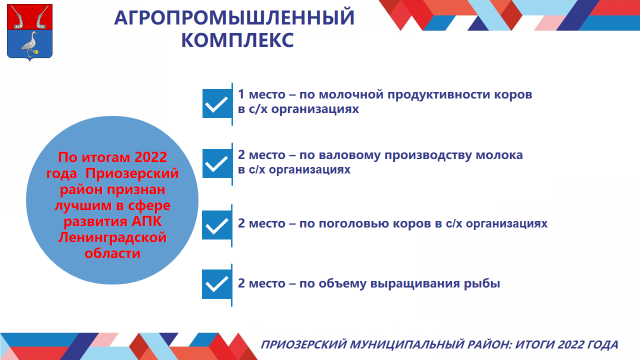 АГРОПРОМЫШЛЕННЫЙ
КОМПЛЕКС
По итогам 2022
года Приозерский
район признан
лучшим в сфере
развития АПК
Ленинградской
области
1 место – по молочной продуктивности коров
в с/х организациях
2 место – по валовому производству молока
в с/х организациях
2 место – по поголовью коров в с/х организациях
2 место – по объему выращивания рыбы
ПРИОЗЕРСКИЙ МУНИЦИПАЛЬНЫЙ РАЙОН: ИТОГИ 2022 ГОДА